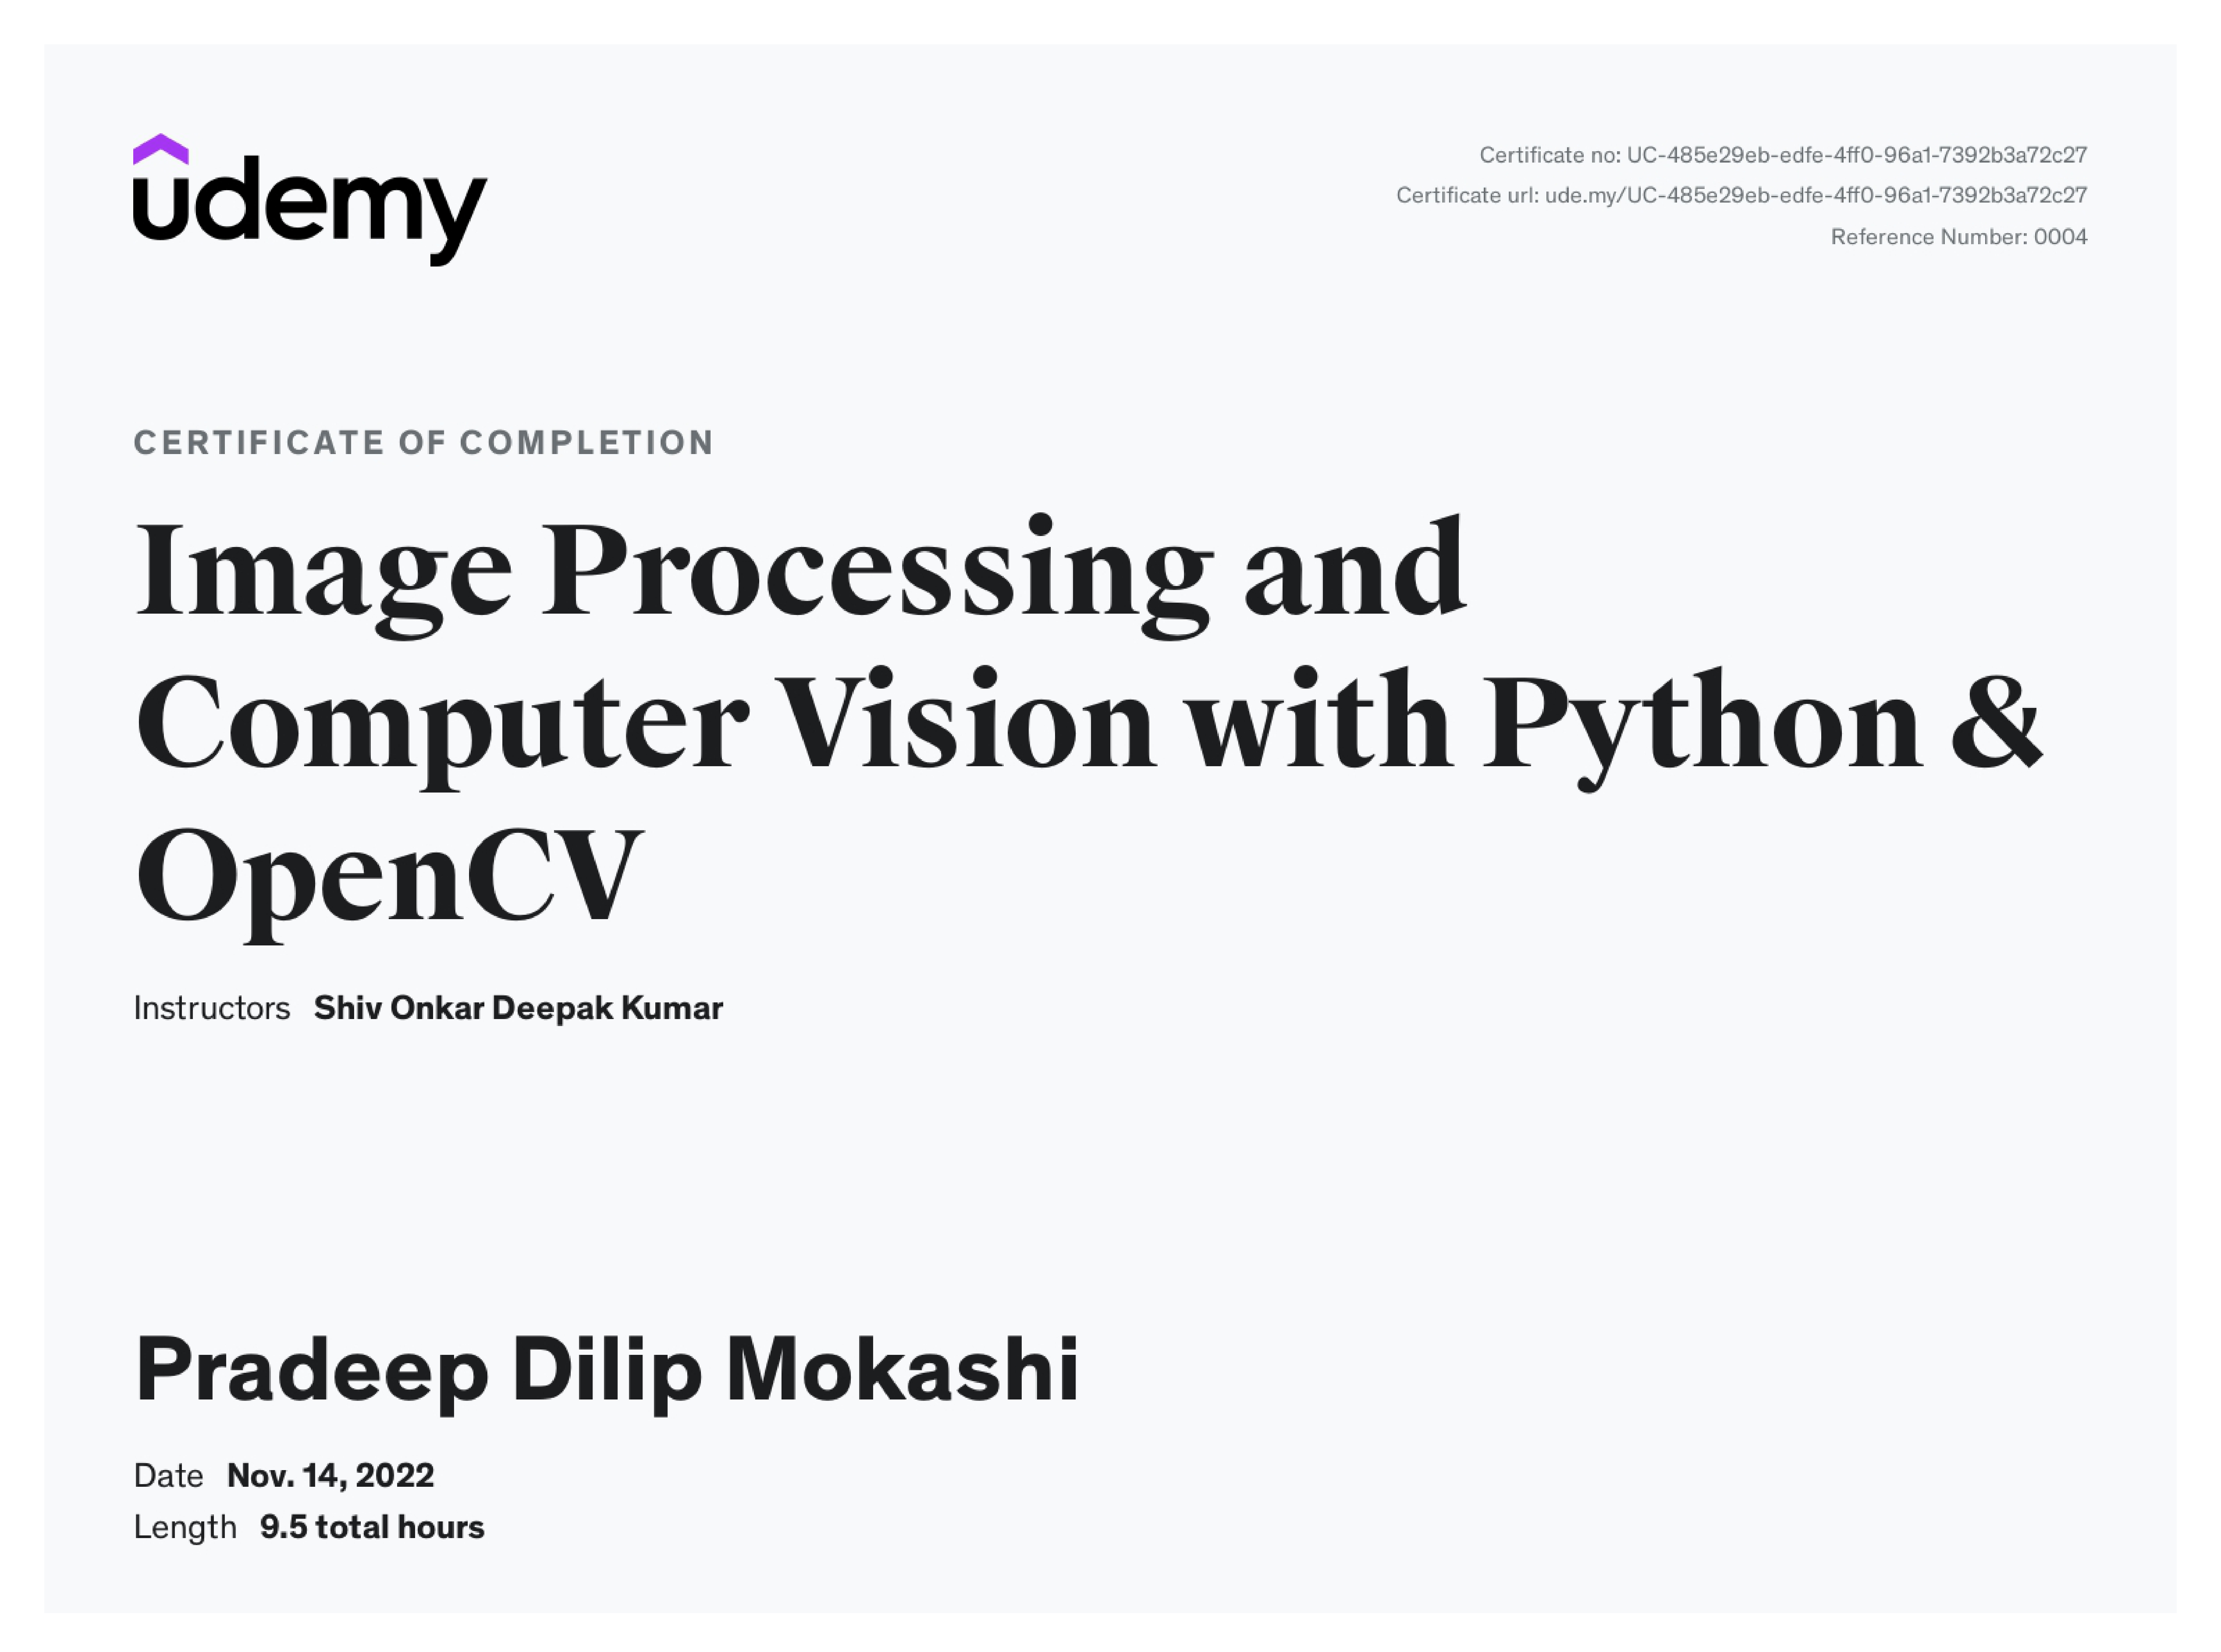 udemy
Certificate no: UC-485e29eb-edfe-4ff0-96a1-7392b3a72c27
Certificate url: ude.my/UC-485e29eb-edfe-4ff0-96a1-7392b3a72c27
Reference Number: 0004
CERTIFICATE OF COMPLETION
Image Processing and
Computer Vision with Python &
OpenCV
Instructors Shiv Onkar Deepak Kumar
Pradeep Dilip Mokashi
Date Nov. 14, 2022
Length 9.5 total hours